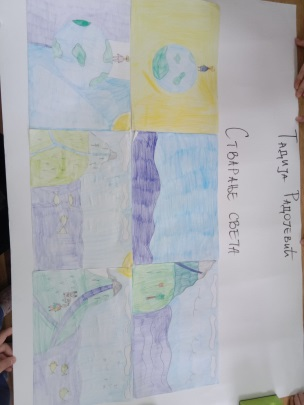 Тадија Радојевић
Стварање света